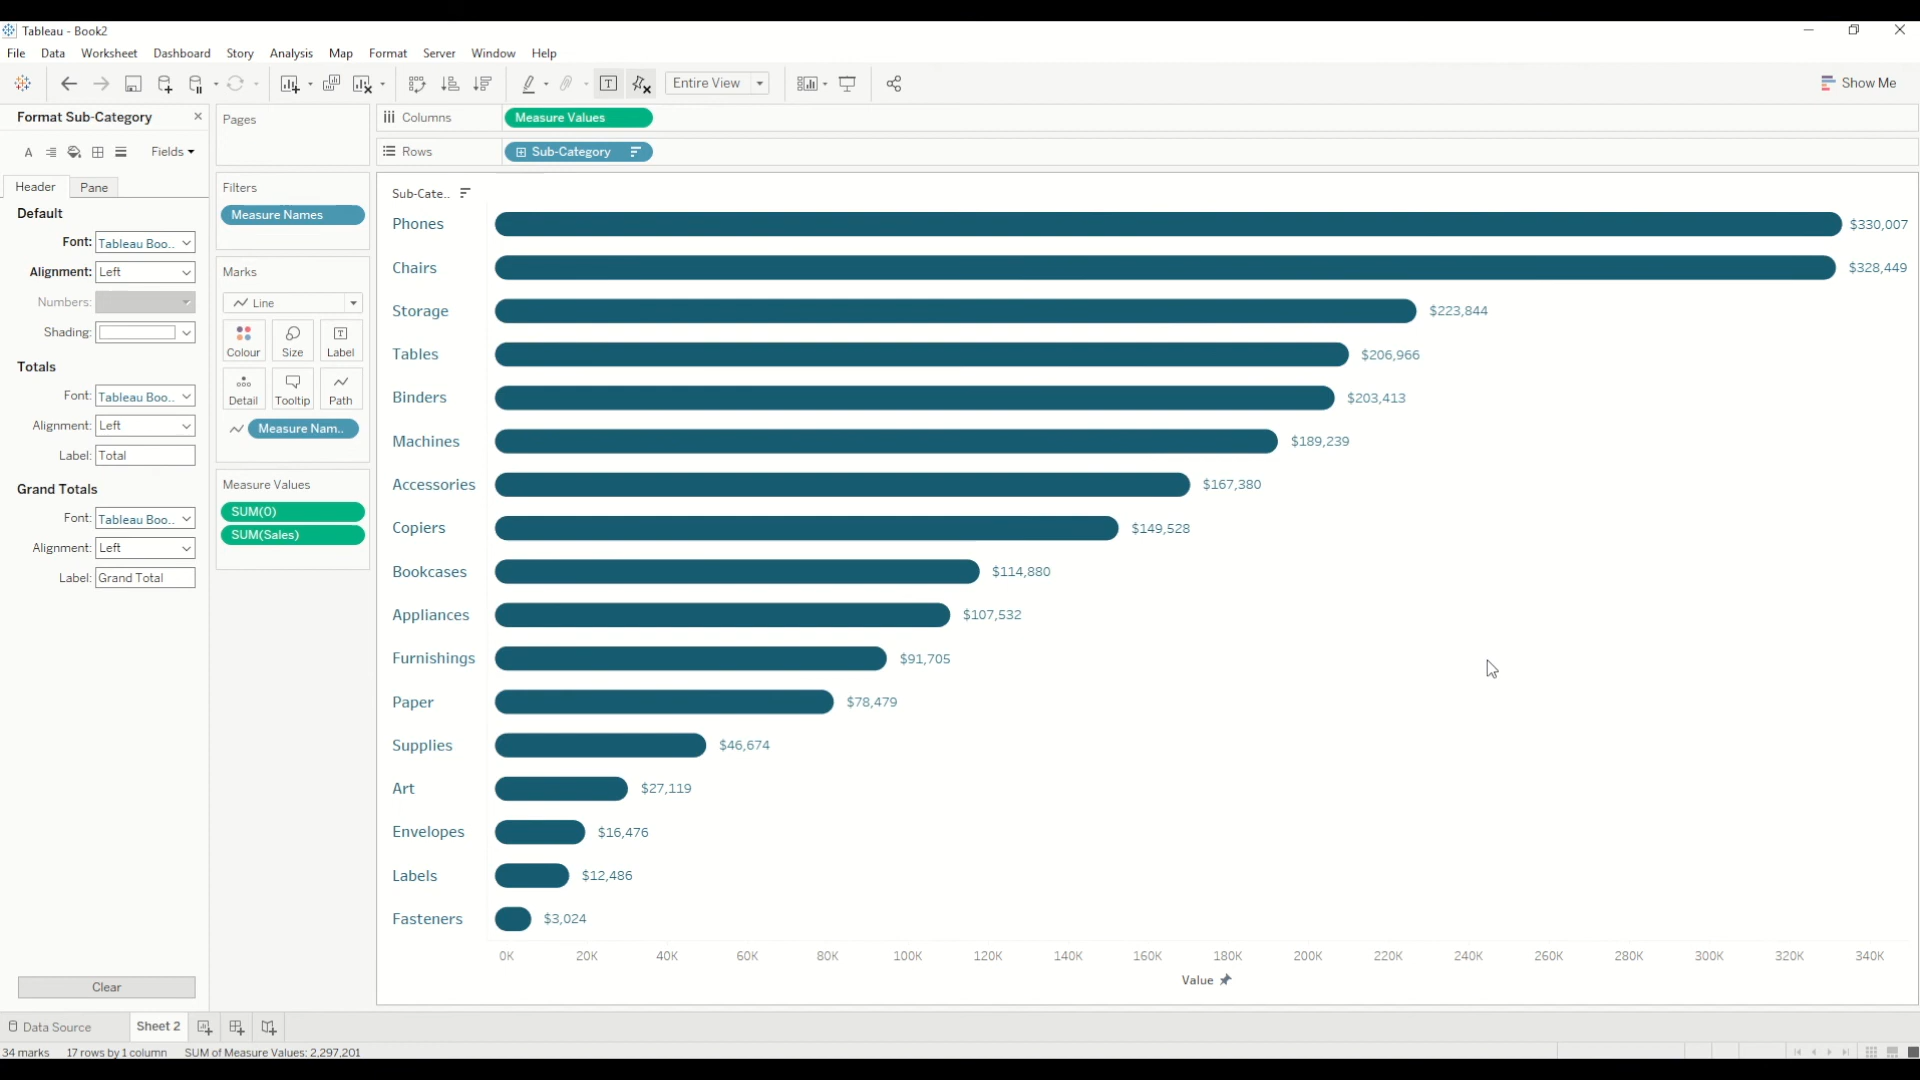 Tableau - Book2
File Data Worksheet Dashboard Story Analysis Map Format Server Window Help
Entire View
Show Me
Format Sub-Category
Fields
Header Pane
Default
Font: Tableau Boo..
Alignment: Left
Numbers:
Shading:
Totals
Font: Tableau Boo..
Alignment: Left
Label: Total
Grand Totals
Font: Tableau Boo..
Alignment: Left
Label: Grand Total
Clear
Pages
Filters
Measure Names
Marks
Line
Colour Size Label
Detail Tooltip Path
Measure Nam..
Measure Values
SUM(0)
SUM(Sales)
Columns Measure Values
Rows Sub-Category
Sub-Cate..
Phones $330,007
Chairs $328,449
Storage $223,844
Tables $206,966
Binders $203,413
Machines $189,239
Accessories $167,380
Copiers $149,528
Bookcases $114,880
Appliances $107,532
Furnishings $91,705
Paper $78,479
Supplies $46,674
Art $27,119
Envelopes $16,476
Labels $12,486
Fasteners $3,024
0K 20K 40K 60K 80K 100K 120K 140K 160K 180K 200K 220K 240K 260K 280K 300K 320K 340K
Value
Data Source Sheet 2
34 marks 17 rows by 1 column SUM of Measure Values: 2,297,201